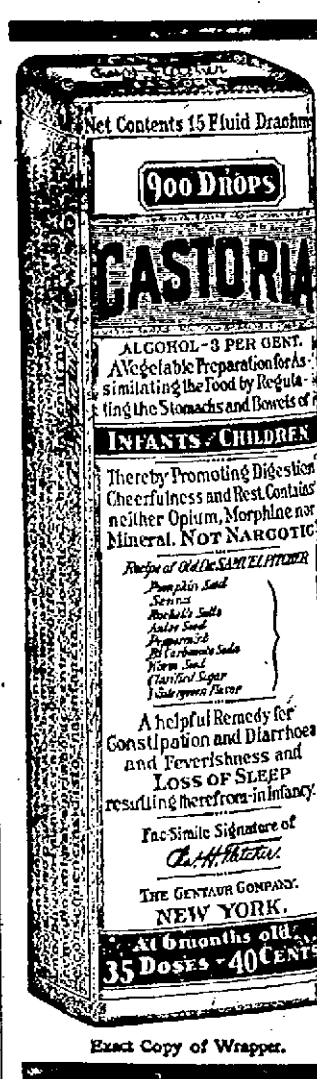 Net Contents 15 Fluid Drachms
900 DROPS
CASTORIA
ALCOHOL-3 PER CENT.
A Vegetable Preparation for As-
similating the Food by Regula-
ting the Stomachs and Bowels of
INFANTS & CHILDREN
Thereby Promoting Digestion
Cheerfulness and Rest. Contains
neither Opium, Morphine nor
Mineral. NOT NARCOTIC
Recipe of Old Dr. SAMUEL PITCHER
Pumpkin Seed
Senna
Rochelle Salts
Anise Seed
Peppermint
Bi Carbonate Soda
Worm Seed
Clarified Sugar
Wintergreen Flavor
A helpful Remedy for
Constipation and Diarrhoea
and Feverishness and
LOSS OF SLEEP
resulting therefrom-in Infancy.
Fac-Simile Signature of
Chas. H. Fletcher.
THE CENTAUR COMPANY.
NEW YORK.
At 6 months old
35 DOSES - 40 CENTS
Exact Copy of Wrapper.